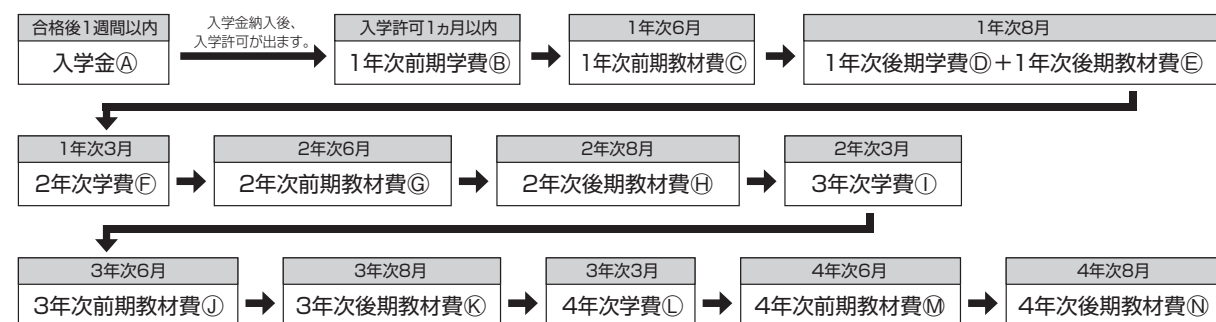 合格後1週間以内
入学金Ⓐ
入学金納入後、
入学許可が出ます。
入学許可1ヵ月以内
1年次前期学費Ⓑ
1年次6月
1年次前期教材費Ⓒ
1年次8月
1年次後期学費Ⓓ＋1年次後期教材費Ⓔ
1年次3月
2年次学費Ⓕ
2年次6月
2年次前期教材費Ⓖ
2年次8月
2年次後期教材費Ⓗ
2年次3月
3年次学費Ⓘ
3年次6月
3年次前期教材費Ⓙ
3年次8月
3年次後期教材費Ⓚ
3年次3月
4年次学費Ⓛ
4年次6月
4年次前期教材費Ⓜ
4年次8月
4年次後期教材費Ⓝ